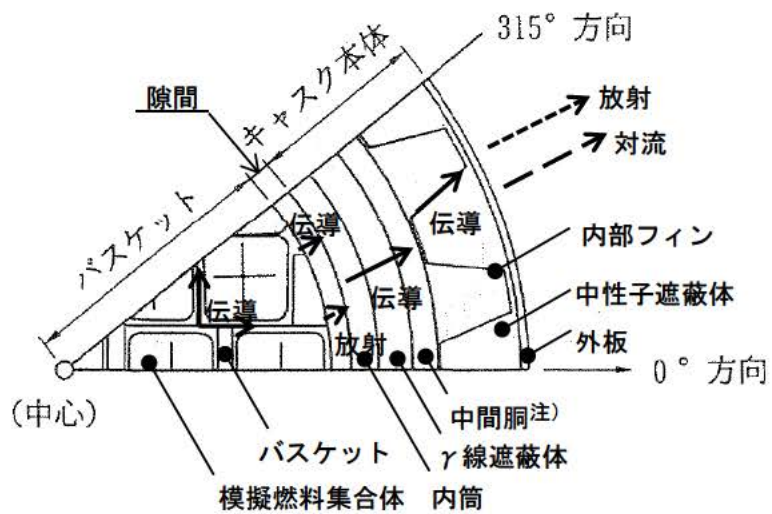 315° 方向
放射
対流
隙間
キャスク本体
バスケット
伝導
伝導
伝導
伝導
放射
内部フィン
中性子遮蔽体
外板
0° 方向
(中心)
中間胴注)
γ線遮蔽体
バスケット
模擬燃料集合体
内筒